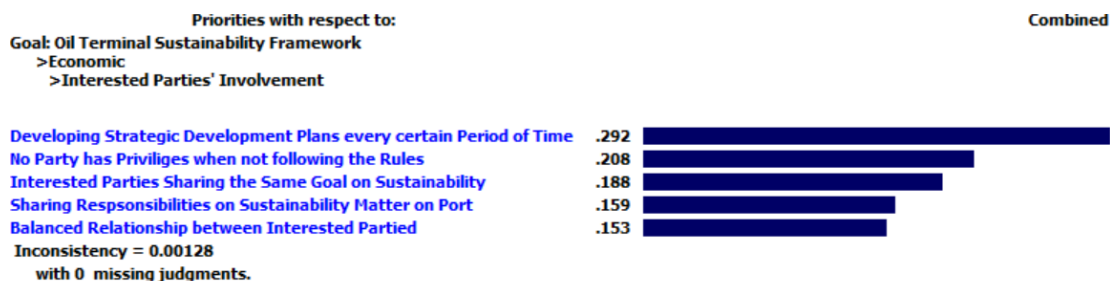 Priorities with respect to: Combined
Goal: Oil Terminal Sustainability Framework
>Economic
>Interested Parties' Involvement
Developing Strategic Development Plans every certain Period of Time .292
No Party has Priviliges when not following the Rules .208
Interested Parties Sharing the Same Goal on Sustainability .188
Sharing Respsonsibilities on Sustainability Matter on Port .159
Balanced Relationship between Interested Partied .153
Inconsistency = 0.00128
with 0 missing judgments.